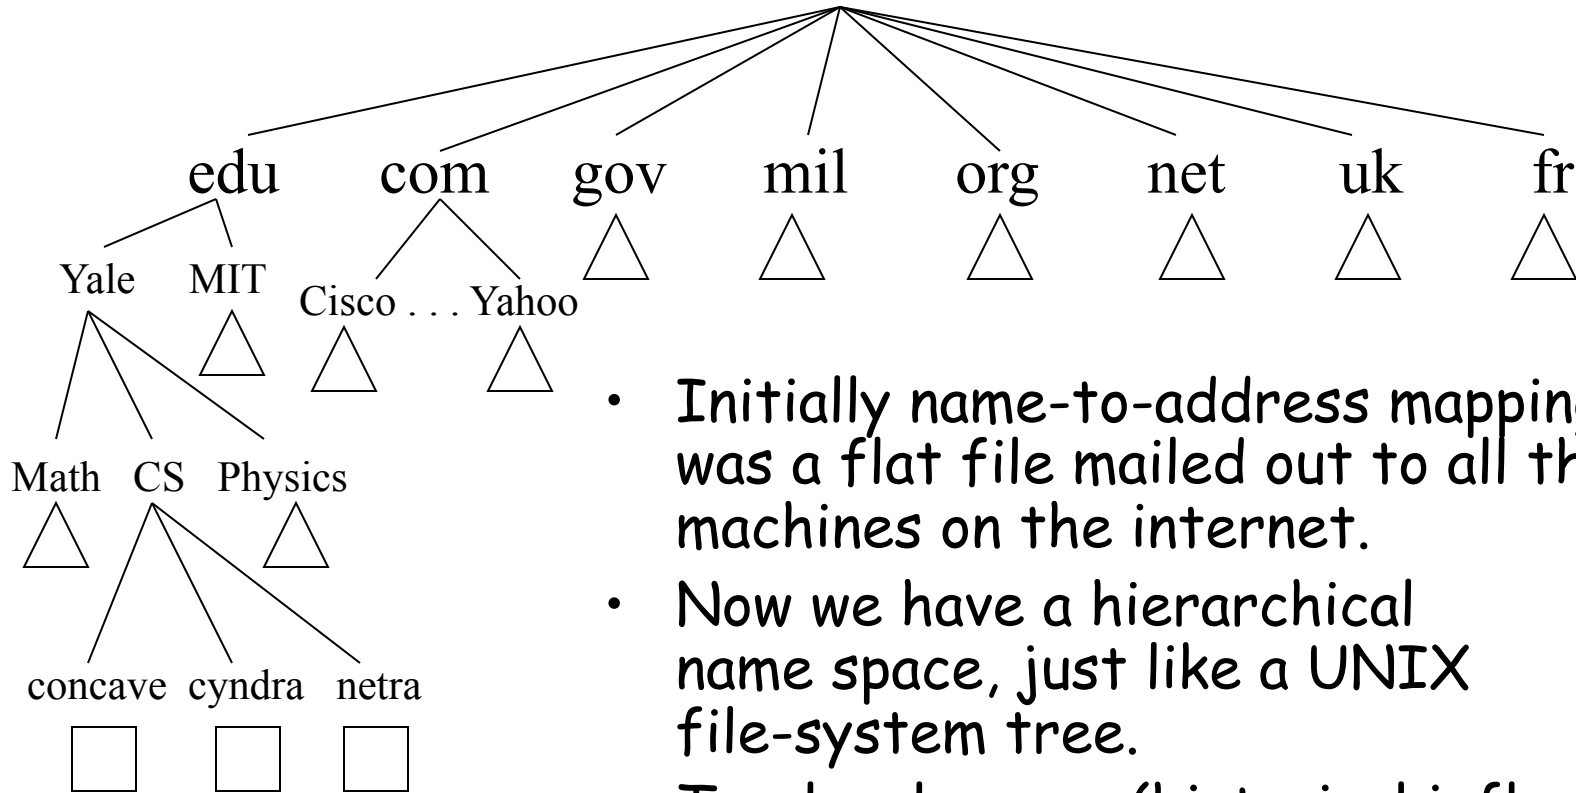 edu com gov mil org net uk fr
Yale MIT
Cisco . . . Yahoo
Math CS Physics
concave cyndra netra
• Initially name-to-address mapping
was a flat file mailed out to all
machines on the internet.
• Now we have a hierarchical
name space, just like a UNIX
file-system tree.